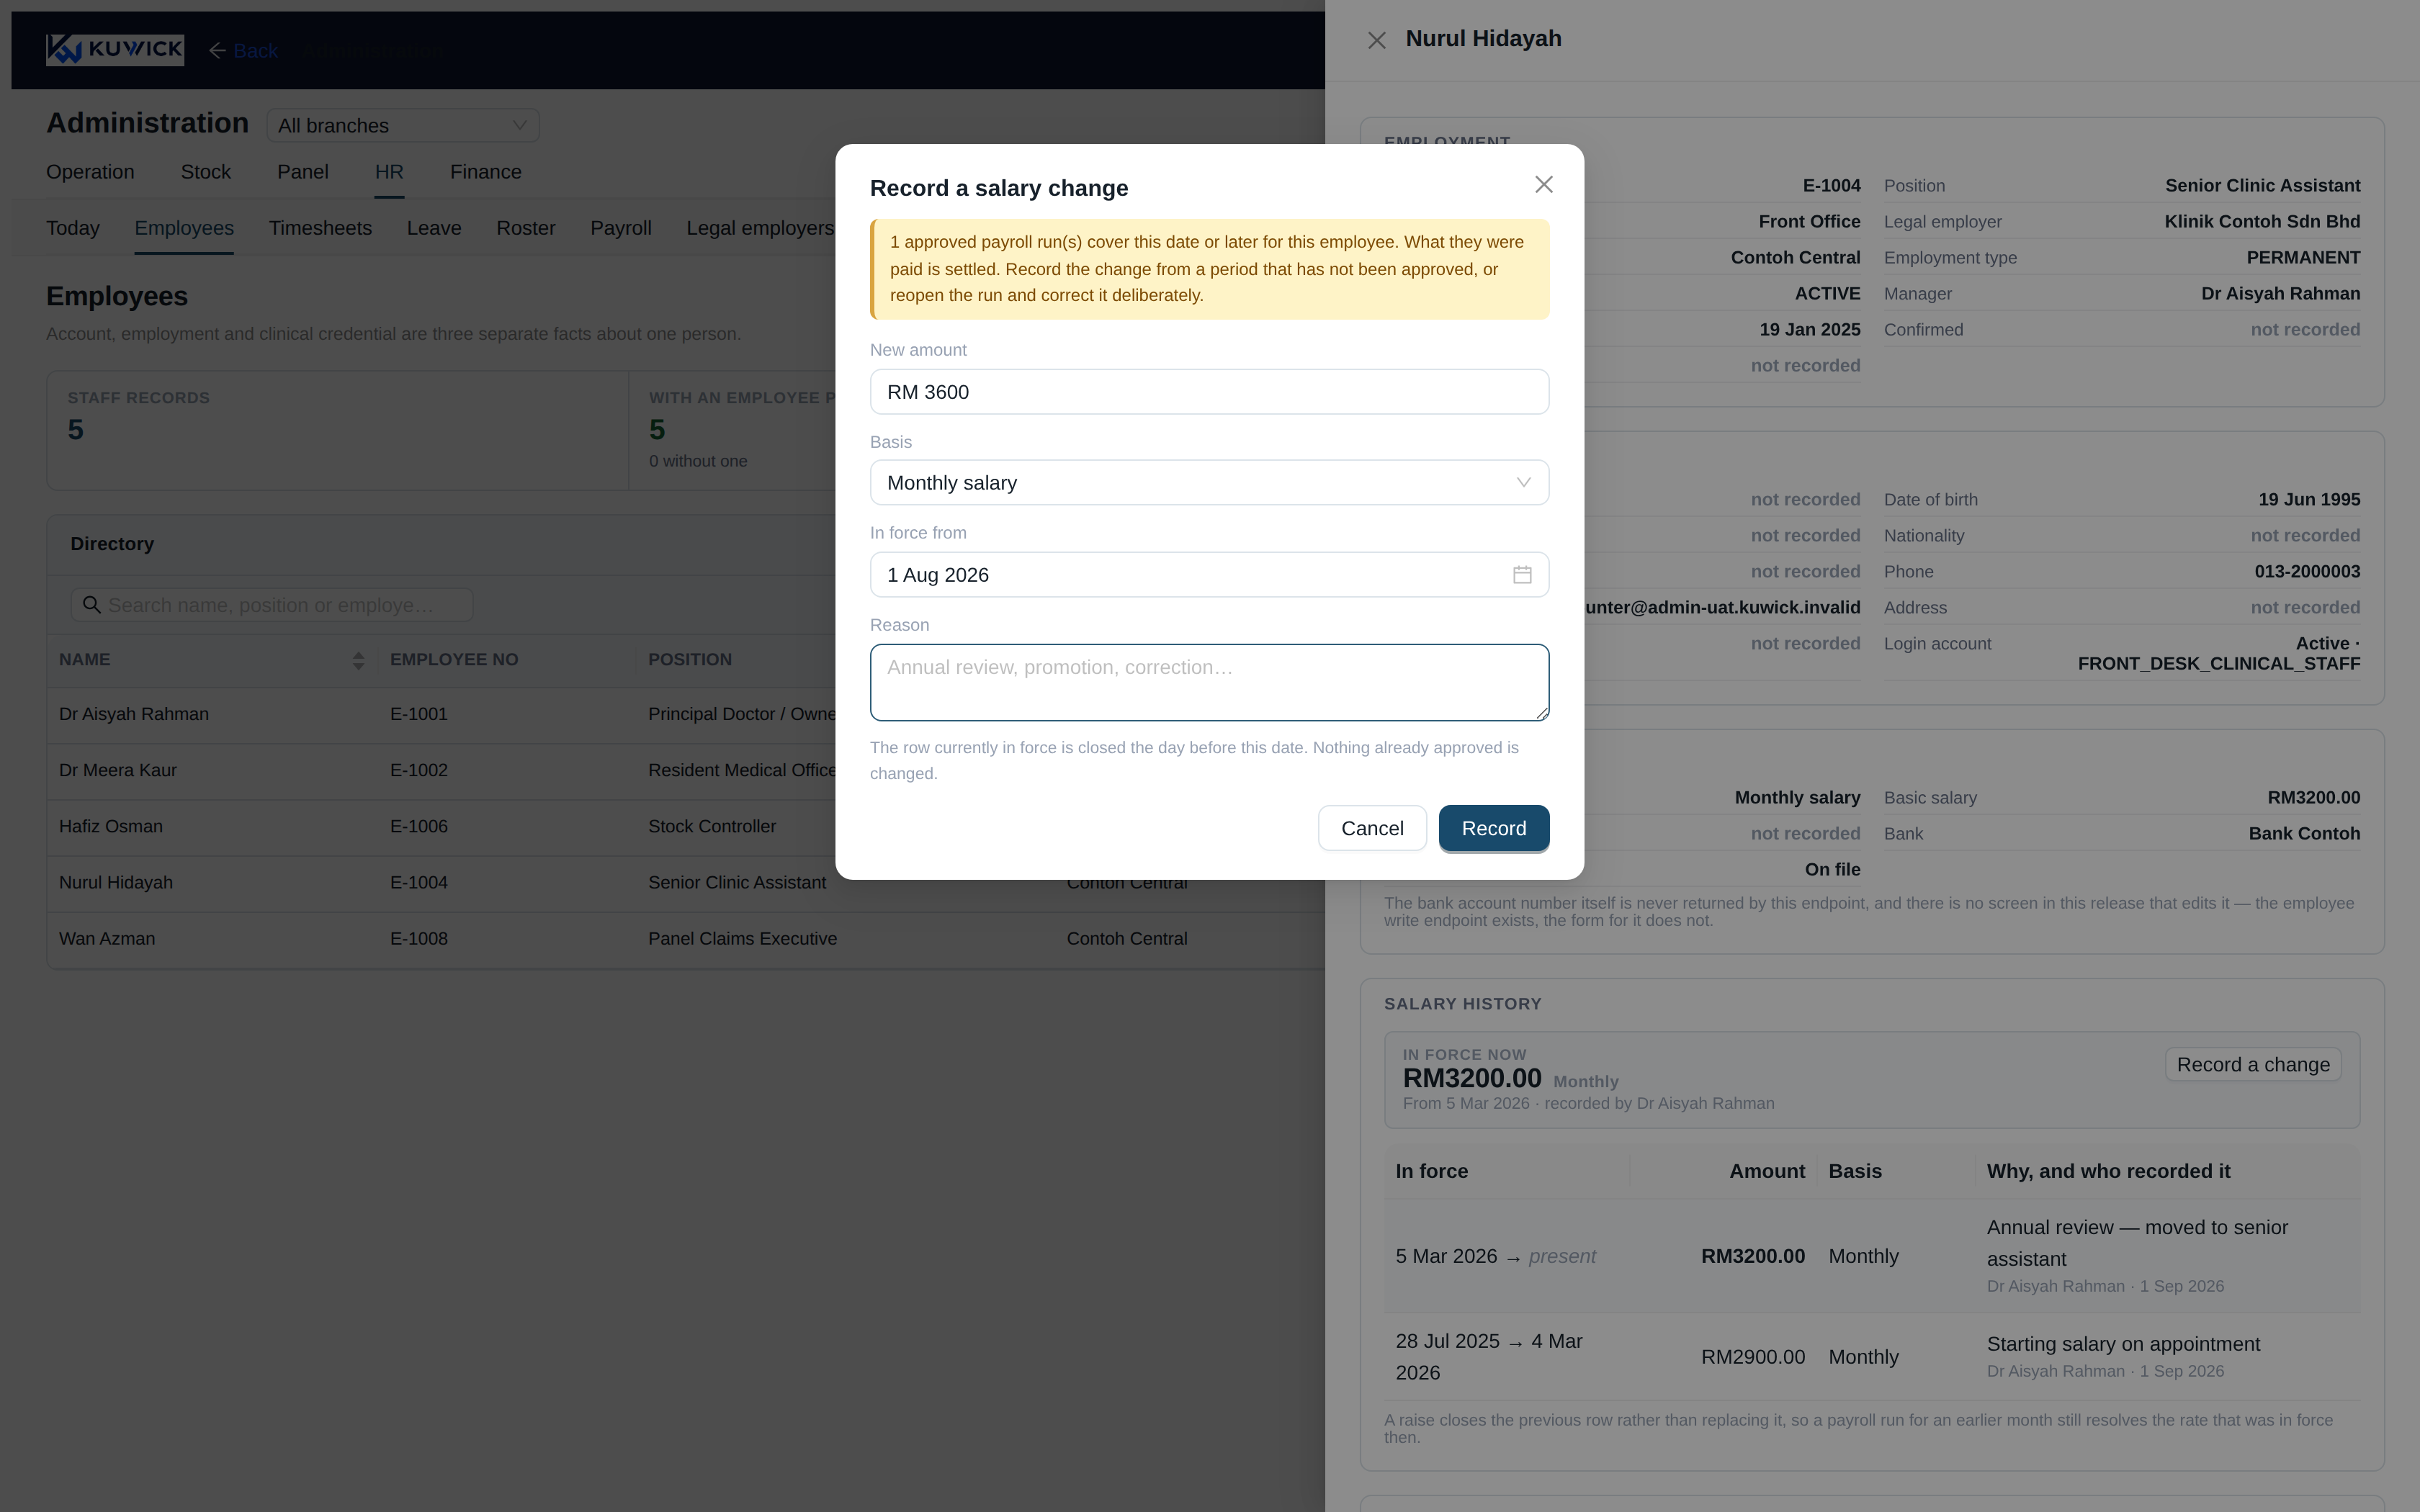 KUWICK
Back
Administration
All branches
Operation Stock Panel HR Finance
Today Employees Timesheets Leave Roster Payroll Legal employers
Employees
Account, employment and clinical credential are three separate facts about one person.
STAFF RECORDS
5
WITH AN EMPLOYEE P
5
0 without one
Directory
Search name, position or employe…
NAME EMPLOYEE NO POSITION
Dr Aisyah Rahman E-1001 Principal Doctor / Owne
Dr Meera Kaur E-1002 Resident Medical Office
Hafiz Osman E-1006 Stock Controller
Nurul Hidayah E-1004 Senior Clinic Assistant Contoh Central
Wan Azman E-1008 Panel Claims Executive Contoh Central
Record a salary change
1 approved payroll run(s) cover this date or later for this employee. What they were
paid is settled. Record the change from a period that has not been approved, or
reopen the run and correct it deliberately.
New amount
RM 3600
Basis
Monthly salary
In force from
1 Aug 2026
Reason
Annual review, promotion, correction…
The row currently in force is closed the day before this date. Nothing already approved is
changed.
Cancel Record
Nurul Hidayah
EMPLOYMENT
E-1004 Position Senior Clinic Assistant
Front Office Legal employer Klinik Contoh Sdn Bhd
Contoh Central Employment type PERMANENT
ACTIVE Manager Dr Aisyah Rahman
19 Jan 2025 Confirmed not recorded
not recorded
not recorded Date of birth 19 Jun 1995
not recorded Nationality not recorded
not recorded Phone 013-2000003
unter@admin-uat.kuwick.invalid Address not recorded
not recorded Login account Active ·
FRONT_DESK_CLINICAL_STAFF
Monthly salary Basic salary RM3200.00
not recorded Bank Bank Contoh
On file
The bank account number itself is never returned by this endpoint, and there is no screen in this release that edits it — the employee
write endpoint exists, the form for it does not.
SALARY HISTORY
IN FORCE NOW
RM3200.00 Monthly
From 5 Mar 2026 · recorded by Dr Aisyah Rahman
Record a change
In force Amount Basis Why, and who recorded it
5 Mar 2026 → present RM3200.00 Monthly Annual review — moved to senior
assistant
Dr Aisyah Rahman · 1 Sep 2026
28 Jul 2025 → 4 Mar
2026 RM2900.00 Monthly Starting salary on appointment
Dr Aisyah Rahman · 1 Sep 2026
A raise closes the previous row rather than replacing it, so a payroll run for an earlier month still resolves the rate that was in force
then.